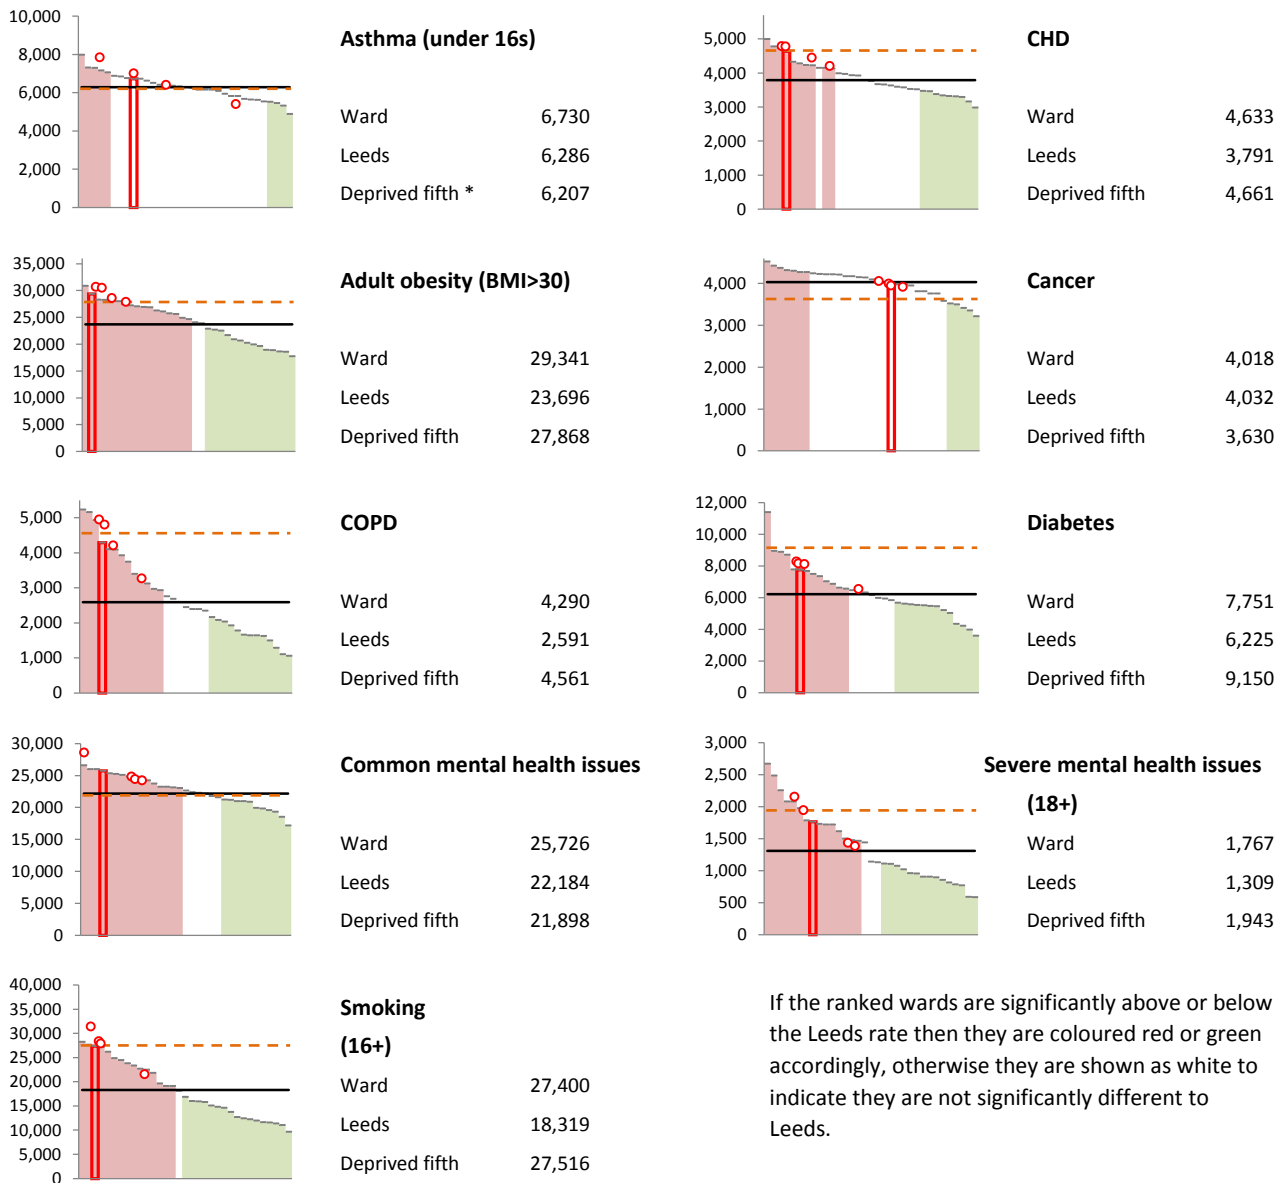 10,000
8,000
6,000
4,000
2,000
0
Asthma (under 16s)
Ward 6,730
Leeds 6,286
Deprived fifth * 6,207
5,000
4,000
3,000
2,000
1,000
0
CHD
Ward 4,633
Leeds 3,791
Deprived fifth 4,661
35,000
30,000
25,000
20,000
15,000
10,000
5,000
0
Adult obesity (BMI>30)
Ward 29,341
Leeds 23,696
Deprived fifth 27,868
4,000
3,000
2,000
1,000
0
Cancer
Ward 4,018
Leeds 4,032
Deprived fifth 3,630
5,000
4,000
3,000
2,000
1,000
0
COPD
Ward 4,290
Leeds 2,591
Deprived fifth 4,561
12,000
10,000
8,000
6,000
4,000
2,000
0
Diabetes
Ward 7,751
Leeds 6,225
Deprived fifth 9,150
30,000
25,000
20,000
15,000
10,000
5,000
0
Common mental health issues
Ward 25,726
Leeds 22,184
Deprived fifth 21,898
3,000
2,500
2,000
1,500
1,000
500
0
Severe mental health issues
(18+)
Ward 1,767
Leeds 1,309
Deprived fifth 1,943
40,000
35,000
30,000
25,000
20,000
15,000
10,000
5,000
0
Smoking
(16+)
Ward 27,400
Leeds 18,319
Deprived fifth 27,516
If the ranked wards are significantly above or below
the Leeds rate then they are coloured red or green
accordingly, otherwise they are shown as white to
indicate they are not significantly different to
Leeds.